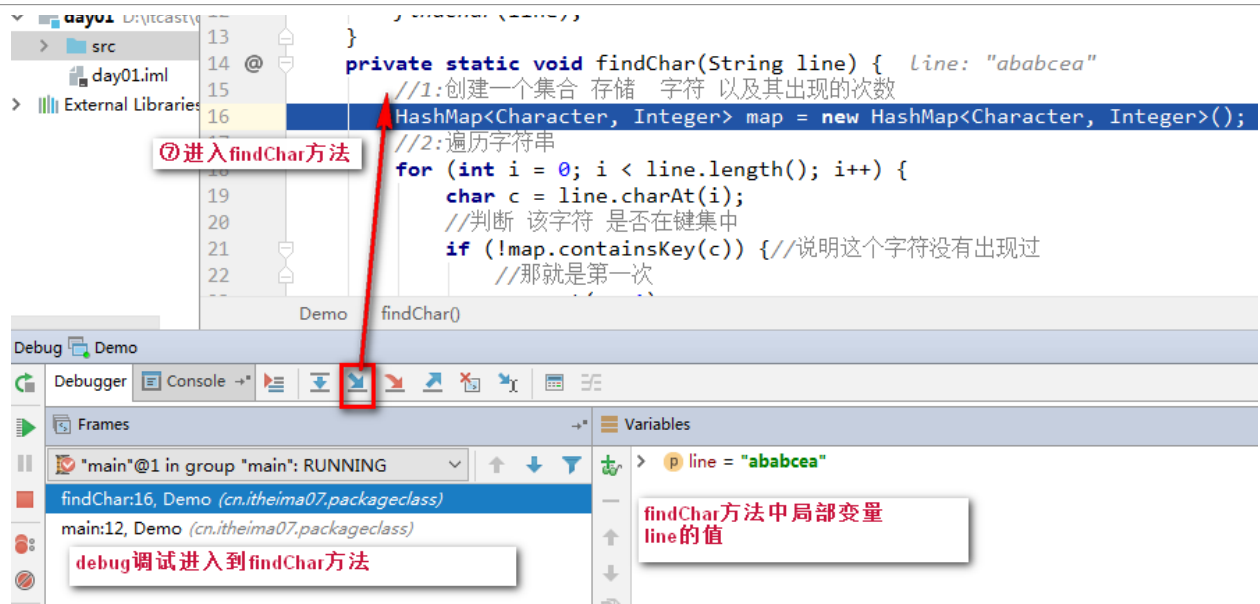 day01 D:\itcast\
src
day01.iml
External Libraries
12
13 }
14 @ private static void findChar(String line) { line: "ababcea"
15 //1:创建一个集合 存储 字符 以及其出现的次数
16 HashMap<Character, Integer> map = new HashMap<Character, Integer>();
//2:遍历字符串
⑦进入findChar方法
18 for (int i = 0; i < line.length(); i++) {
19 char c = line.charAt(i);
20 //判断 该字符 是否在键集中
21 if (!map.containsKey(c)) {//说明这个字符没有出现过
22 //那就是第一次
Demo findChar()
Debug Demo
Debugger Console
Frames
Variables
"main"@1 in group "main": RUNNING
line = "ababcea"
findChar:16, Demo (cn.itheima07.packageclass)
main:12, Demo (cn.itheima07.packageclass)
findChar方法中局部变量
line的值
debug调试进入到findChar方法